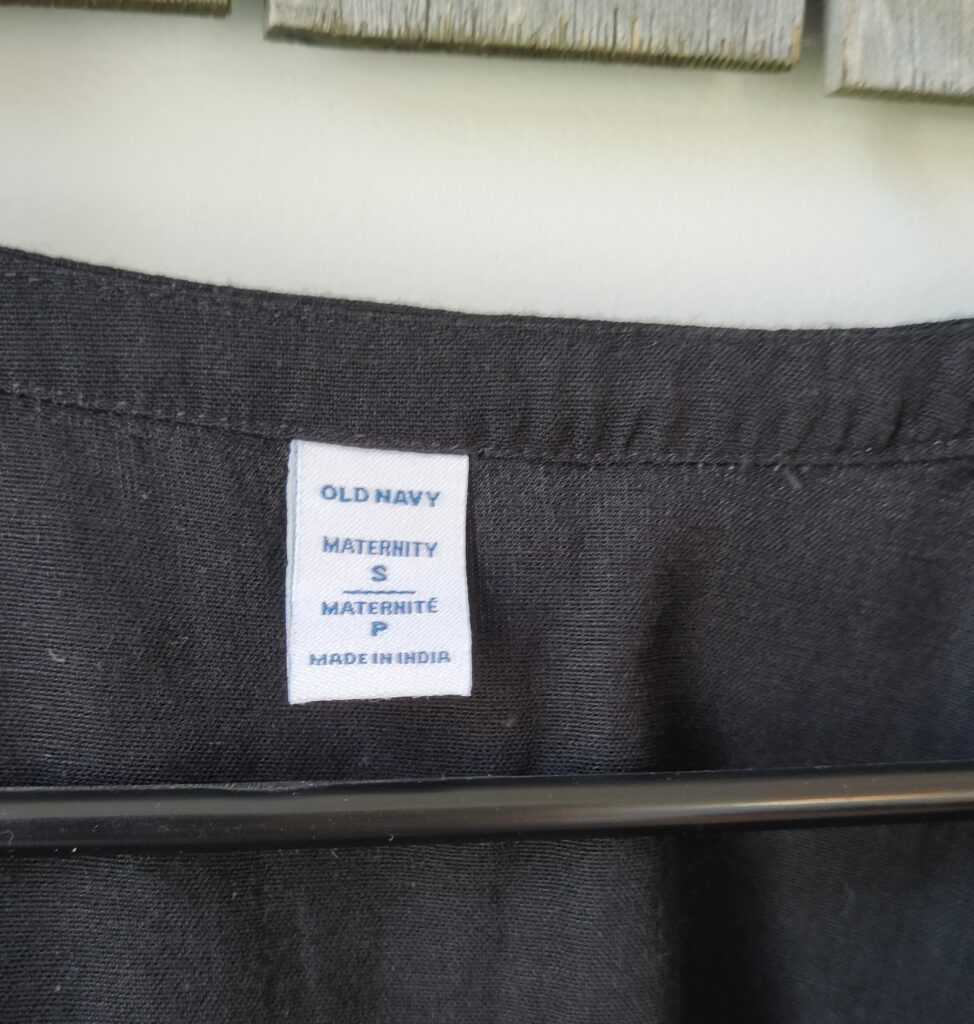 OLD NAVY
MATERNITY
S
MATERNITÉ
P
MADE IN INDIA